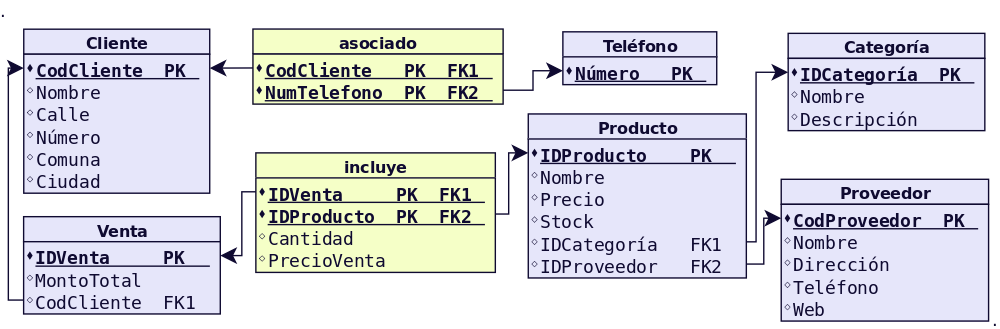 Cliente
CodCliente PK
Nombre
Calle
Número
Comuna
Ciudad
asociado
CodCliente PK FK1
NumTelefono PK FK2
Teléfono
Número PK
Categoría
IDCategoría PK
Nombre
Descripción
Producto
IDProducto PK
Nombre
Precio
Stock
IDCategoría FK1
IDProveedor FK2
incluye
IDVenta PK FK1
IDProducto PK FK2
Cantidad
PrecioVenta
Proveedor
CodProveedor PK
Nombre
Dirección
Teléfono
Web
Venta
IDVenta PK
MontoTotal
CodCliente FK1